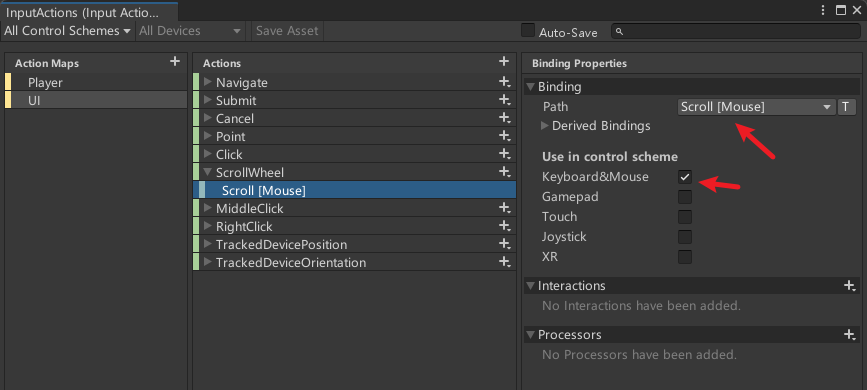 InputActions (Input Actio...
All Control Schemes All Devices Save Asset Auto-Save
Action Maps
Player
UI
Actions
Navigate
Submit
Cancel
Point
Click
ScrollWheel
Scroll [Mouse]
MiddleClick
RightClick
TrackedDevicePosition
TrackedDeviceOrientation
Binding Properties
Binding
Path Scroll [Mouse] T
Derived Bindings
Use in control scheme
Keyboard&Mouse
Gamepad
Touch
Joystick
XR
Interactions
No Interactions have been added.
Processors
No Processors have been added.